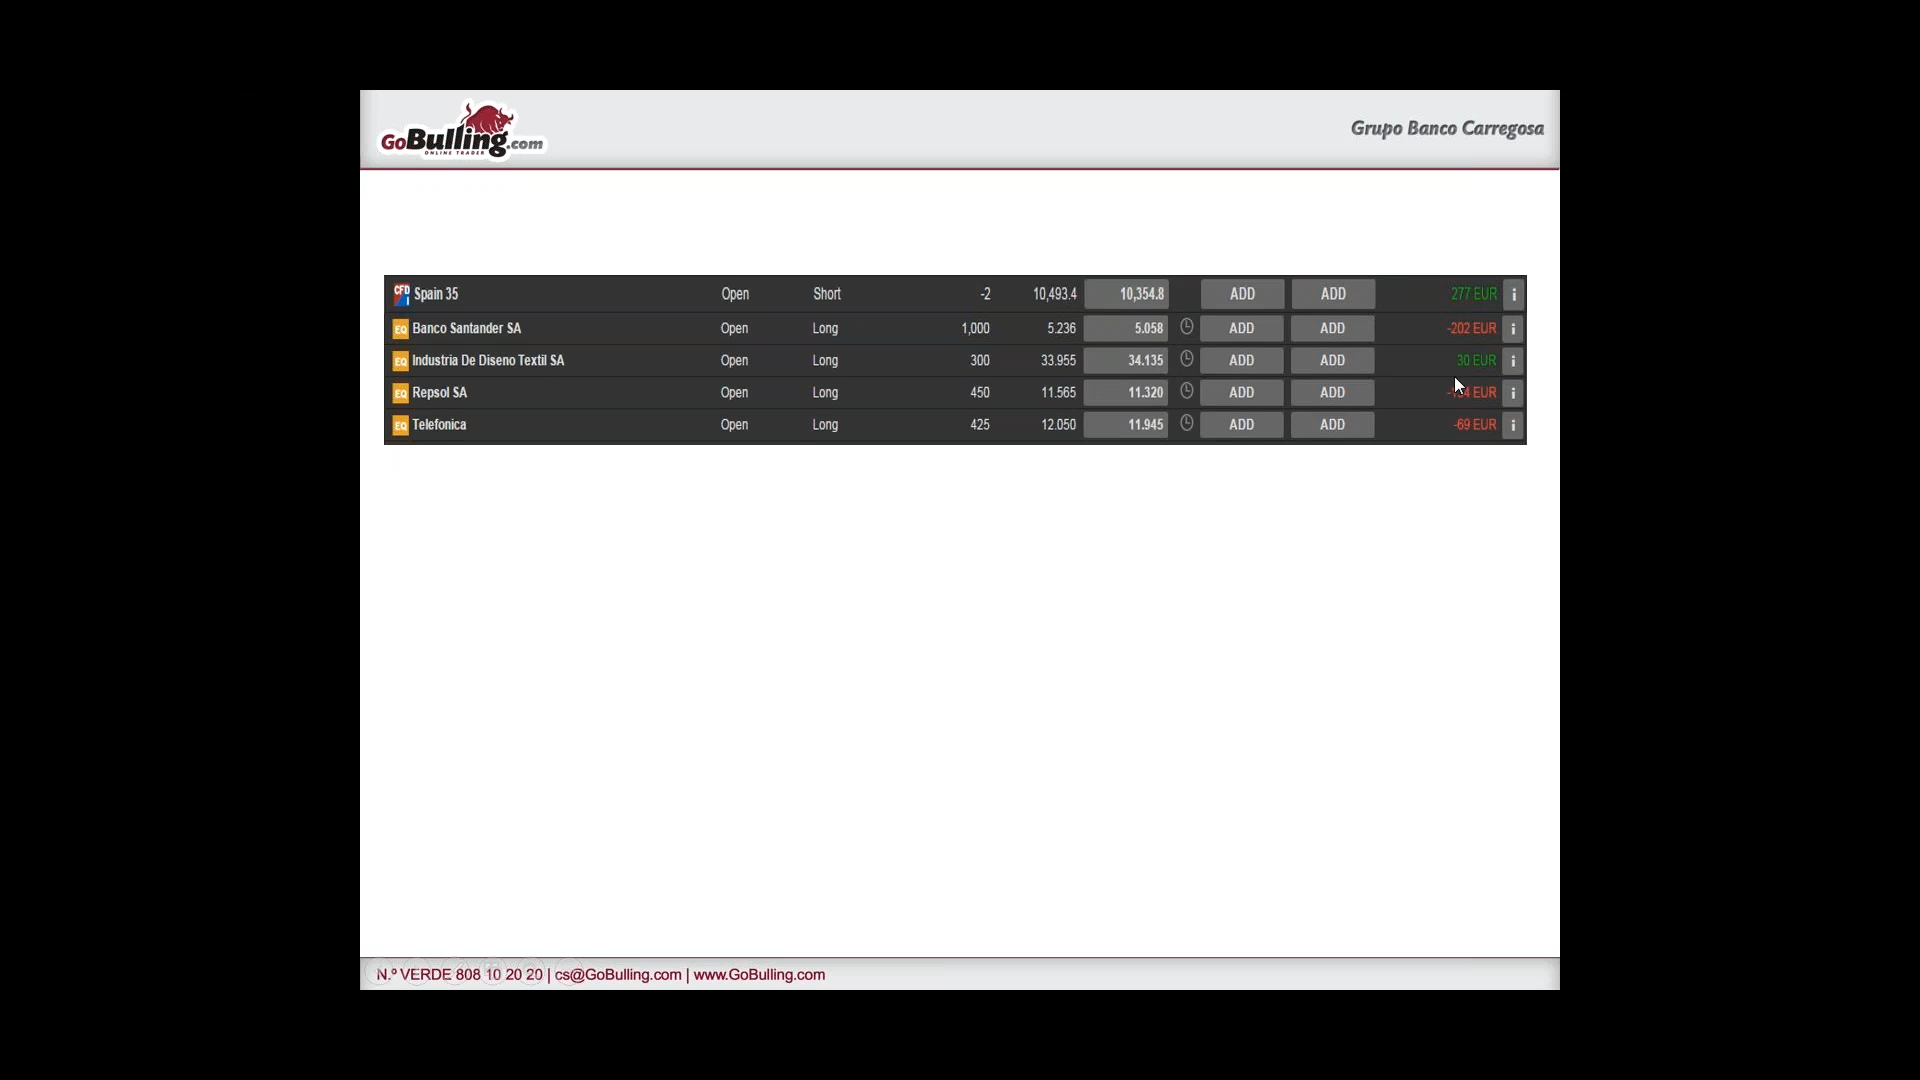 GoBulling.com
ONLINE TRADER
Grupo Banco Carregosa
CFD i Spain 35 Open Short -2 10,493.4 10,354.8 ADD ADD 277 EUR i
EQ Banco Santander SA Open Long 1,000 5.236 5.058 ADD ADD -202 EUR i
EQ Industria De Diseno Textil SA Open Long 300 33.955 34.135 ADD ADD 30 EUR i
EQ Repsol SA Open Long 450 11.565 11.320 ADD ADD EUR i
EQ Telefonica Open Long 425 12.050 11.945 ADD ADD -69 EUR i
N.º VERDE 808 10 20 20 | cs@GoBulling.com | www.GoBulling.com